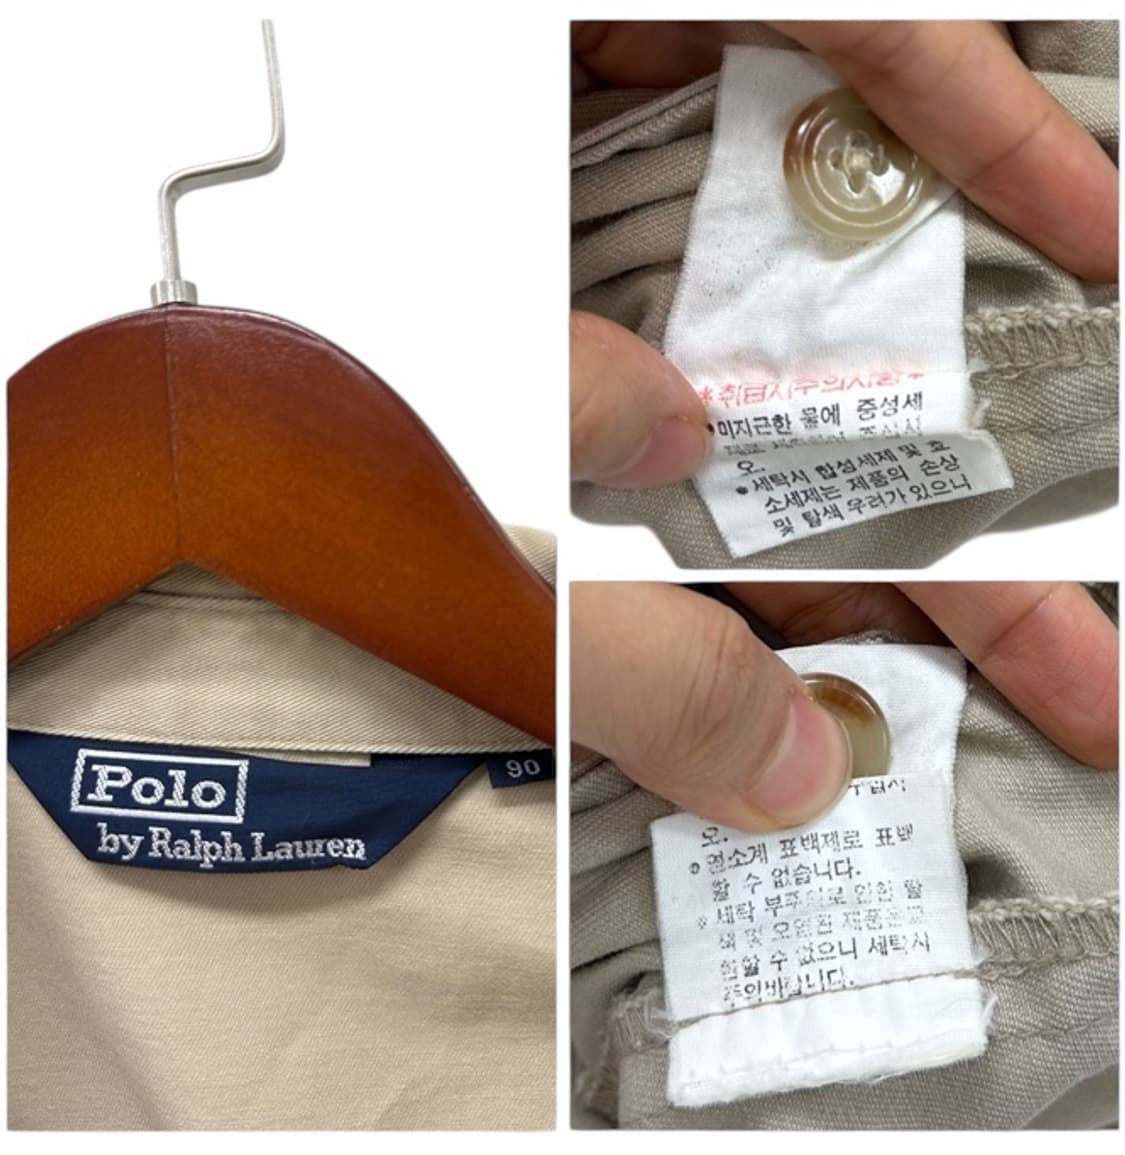 Polo
by Ralph Lauren
90
*취급시주의사항*
•미지근한 물에 중성세
오.
•세탁시 합성세제 및 효
소세제는 제품의 손상
및 탈색 우려가 있으니
오.
•염소계 표백제로 표백
할 수 없습니다.
•세탁 부주의로 인한 탈
색 및 오염된 제품은
할 수 없으니 세탁시
주의바랍니다.